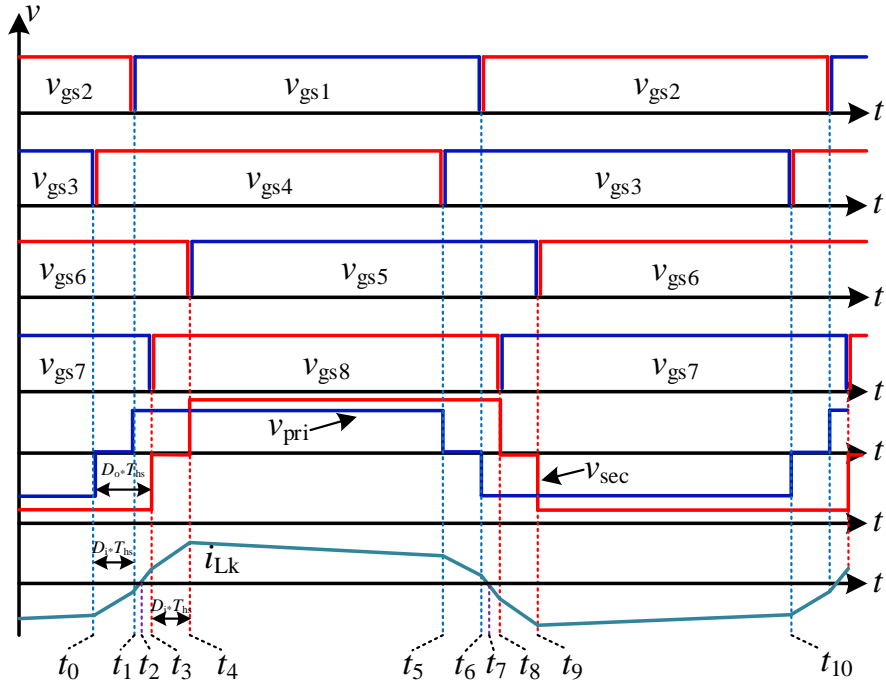 v
vgs2 vgs1 vgs2 t
vgs3 vgs4 vgs3 t
vgs6 vgs5 vgs6 t
vgs7 vgs8 vgs7 t
vpri t
Do*Ths vsec
t
Di*Ths iLk t
Di*Ths
t0 t1 t2 t3 t4 t5 t6 t7 t8 t9 t10